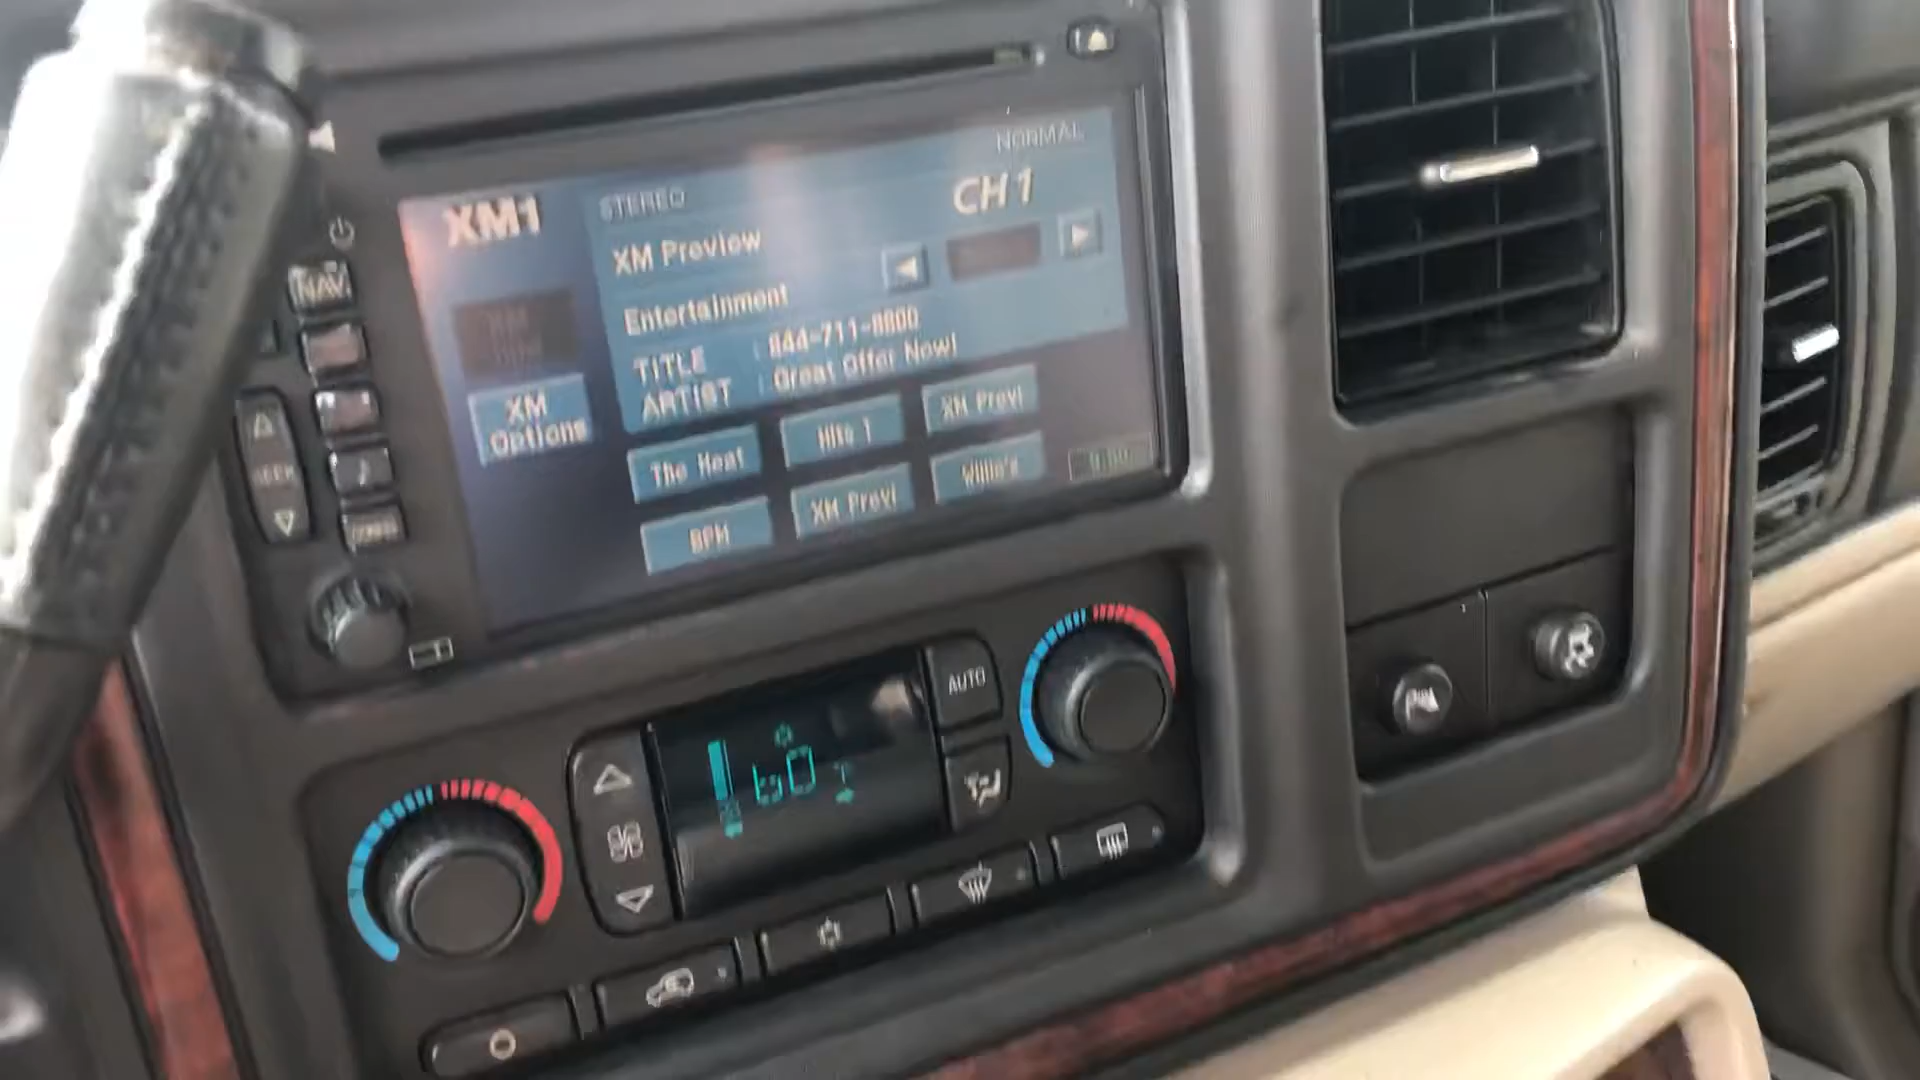 NORMAL
XM1
STEREO
CH 1
XM Preview
Entertainment
TITLE : 844-711-8800
ARTIST : Great Offer Now!
XM
Options
The Heat
Hits 1
XM Previ
BPM
XM Previ
Willie's
NAV
SEEK
AUTO
60